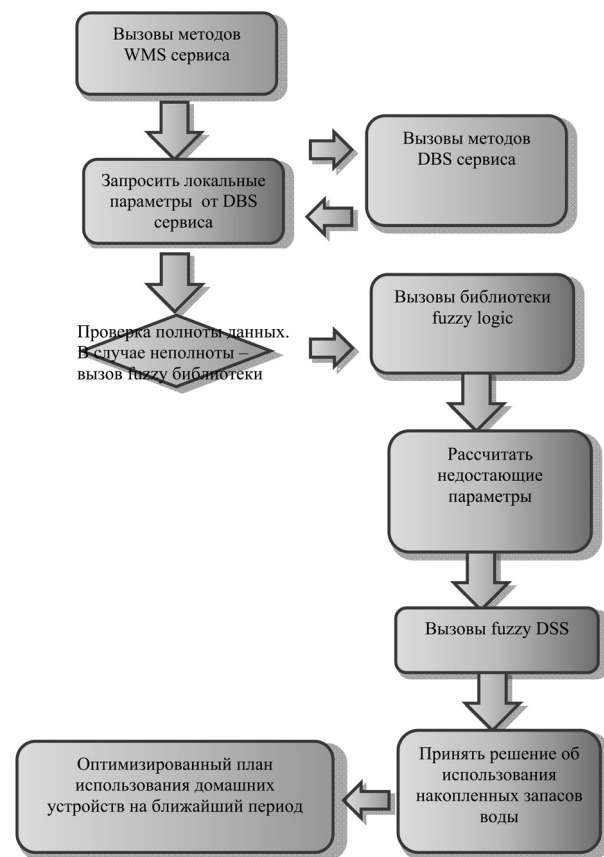 Вызовы методов
WMS сервиса
Запросить локальные
параметры от DBS
сервиса
Вызовы методов
DBS сервиса
Проверка полноты данных.
В случае неполноты –
вызов fuzzy библиотеки
Вызовы библиотеки
fuzzy logic
Рассчитать
недостающие
параметры
Вызовы fuzzy DSS
Принять решение об
использования
накопленных запасов
воды
Оптимизированный план
использования домашних
устройств на ближайший период